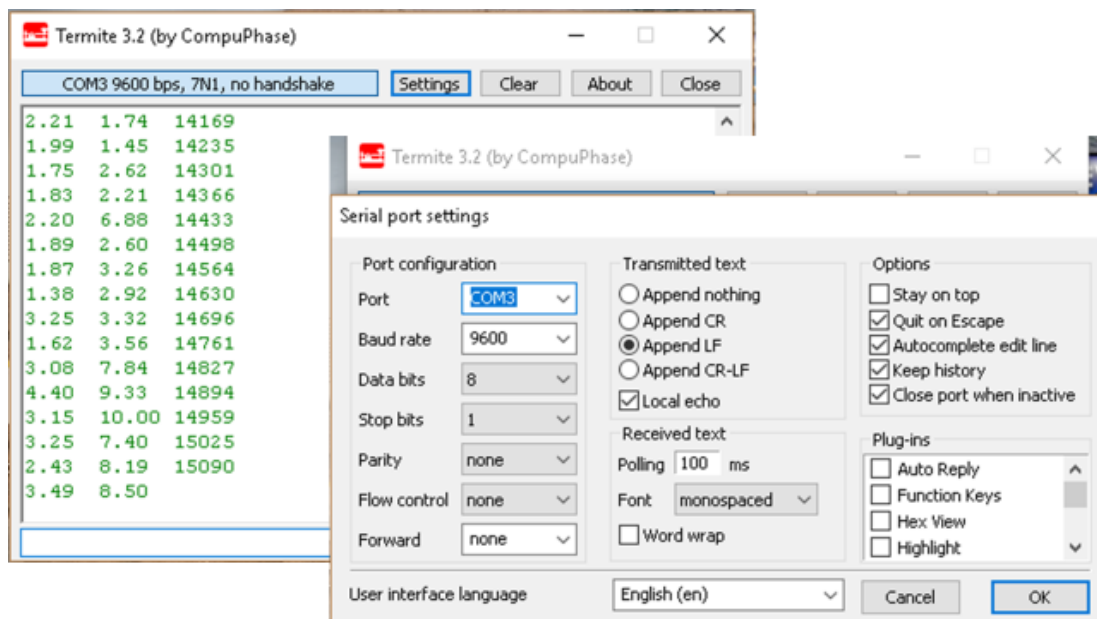 Termite 3.2 (by CompuPhase)
COM3 9600 bps, 7N1, no handshake Settings Clear About Close
2.21 1.74 14169
1.99 1.45 14235
1.75 2.62 14301
1.83 2.21 14366
2.20 6.88 14433
1.89 2.60 14498
1.87 3.26 14564
1.38 2.92 14630
3.25 3.32 14696
1.62 3.56 14761
3.08 7.84 14827
4.40 9.33 14894
3.15 10.00 14959
3.25 7.40 15025
2.43 8.19 15090
3.49 8.50
Termite 3.2 (by CompuPhase)
Serial port settings
Port configuration
Port COM3
Baud rate 9600
Data bits 8
Stop bits 1
Parity none
Flow control none
Forward none
Transmitted text
Append nothing
Append CR
Append LF
Append CR-LF
Local echo
Received text
Polling 100 ms
Font monospaced
Word wrap
Options
Stay on top
Quit on Escape
Autocomplete edit line
Keep history
Close port when inactive
Plug-ins
Auto Reply
Function Keys
Hex View
Highlight
User interface language English (en) Cancel OK